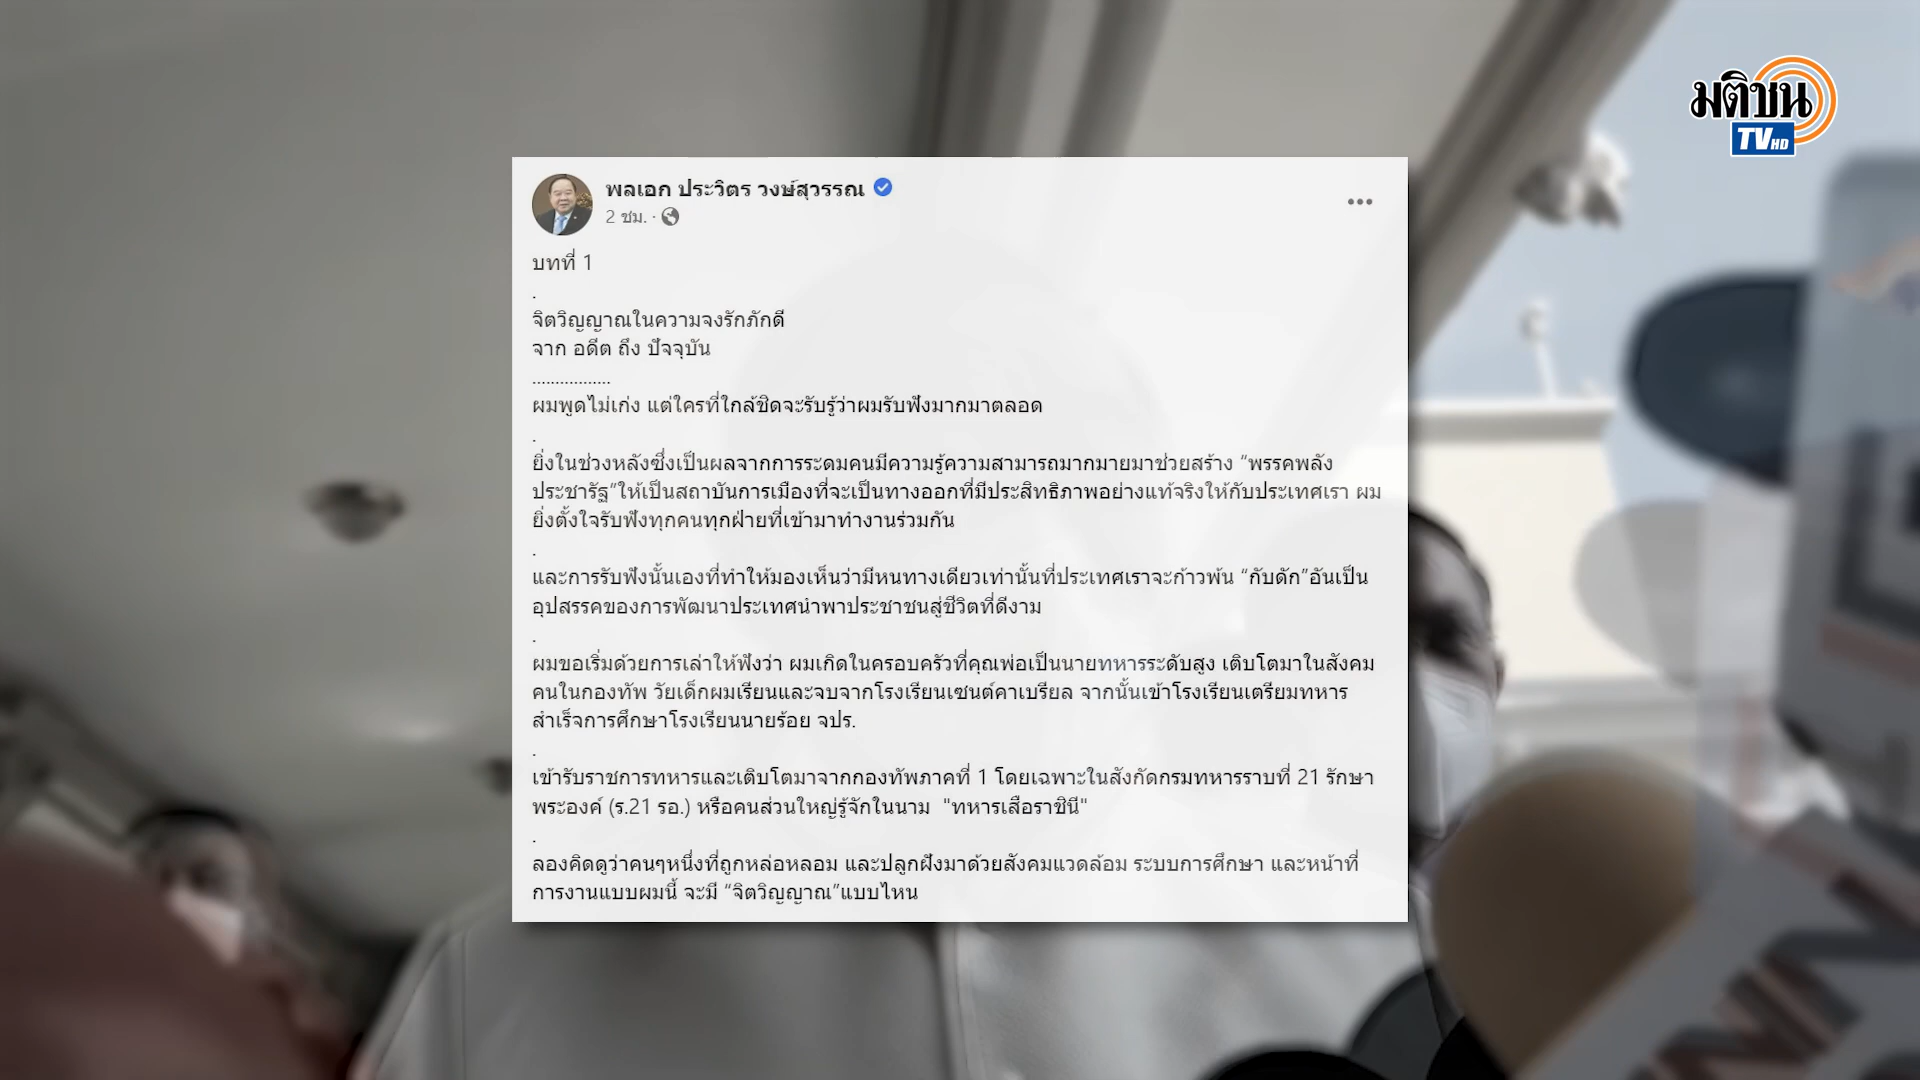 มติชน
TV HD
พลเอก ประวิตร วงษ์สุวรรณ
2 ชม. ·
บทที่ 1
.
จิตวิญญาณในความจงรักภักดี
จาก อดีต ถึง ปัจจุบัน
.................
ผมพูดไม่เก่ง แต่ใครที่ใกล้ชิดจะรับรู้ว่าผมรับฟังมากมาตลอด
.
ยิ่งในช่วงหลังซึ่งเป็นผลจากการระดมคนมีความรู้ความสามารถมากมายมาช่วยสร้าง “พรรคพลัง
ประชารัฐ”ให้เป็นสถาบันการเมืองที่จะเป็นทางออกที่มีประสิทธิภาพอย่างแท้จริงให้กับประเทศเรา ผม
ยิ่งตั้งใจรับฟังทุกคนทุกฝ่ายที่เข้ามาทำงานร่วมกัน
.
และการรับฟังนั้นเองที่ทำให้มองเห็นว่ามีหนทางเดียวเท่านั้นที่ประเทศเราจะก้าวพ้น “กับดัก”อันเป็น
อุปสรรคของการพัฒนาประเทศนำพาประชาชนสู่ชีวิตที่ดีงาม
.
ผมขอเริ่มด้วยการเล่าให้ฟังว่า ผมเกิดในครอบครัวที่คุณพ่อเป็นนายทหารระดับสูง เติบโตมาในสังคม
คนในกองทัพ วัยเด็กผมเรียนและจบจากโรงเรียนเซนต์คาเบรียล จากนั้นเข้าโรงเรียนเตรียมทหาร
สำเร็จการศึกษาโรงเรียนนายร้อย จปร.
.
เข้ารับราชการทหารและเติบโตมาจากกองทัพภาคที่ 1 โดยเฉพาะในสังกัดกรมทหารราบที่ 21 รักษา
พระองค์ (ร.21 รอ.) หรือคนส่วนใหญ่รู้จักในนาม "ทหารเสือราชินี"
.
ลองคิดดูว่าคนๆหนึ่งที่ถูกหล่อหลอม และปลูกฝังมาด้วยสังคมแวดล้อม ระบบการศึกษา และหน้าที่
การงานแบบผมนี้ จะมี “จิตวิญญาณ”แบบไหน